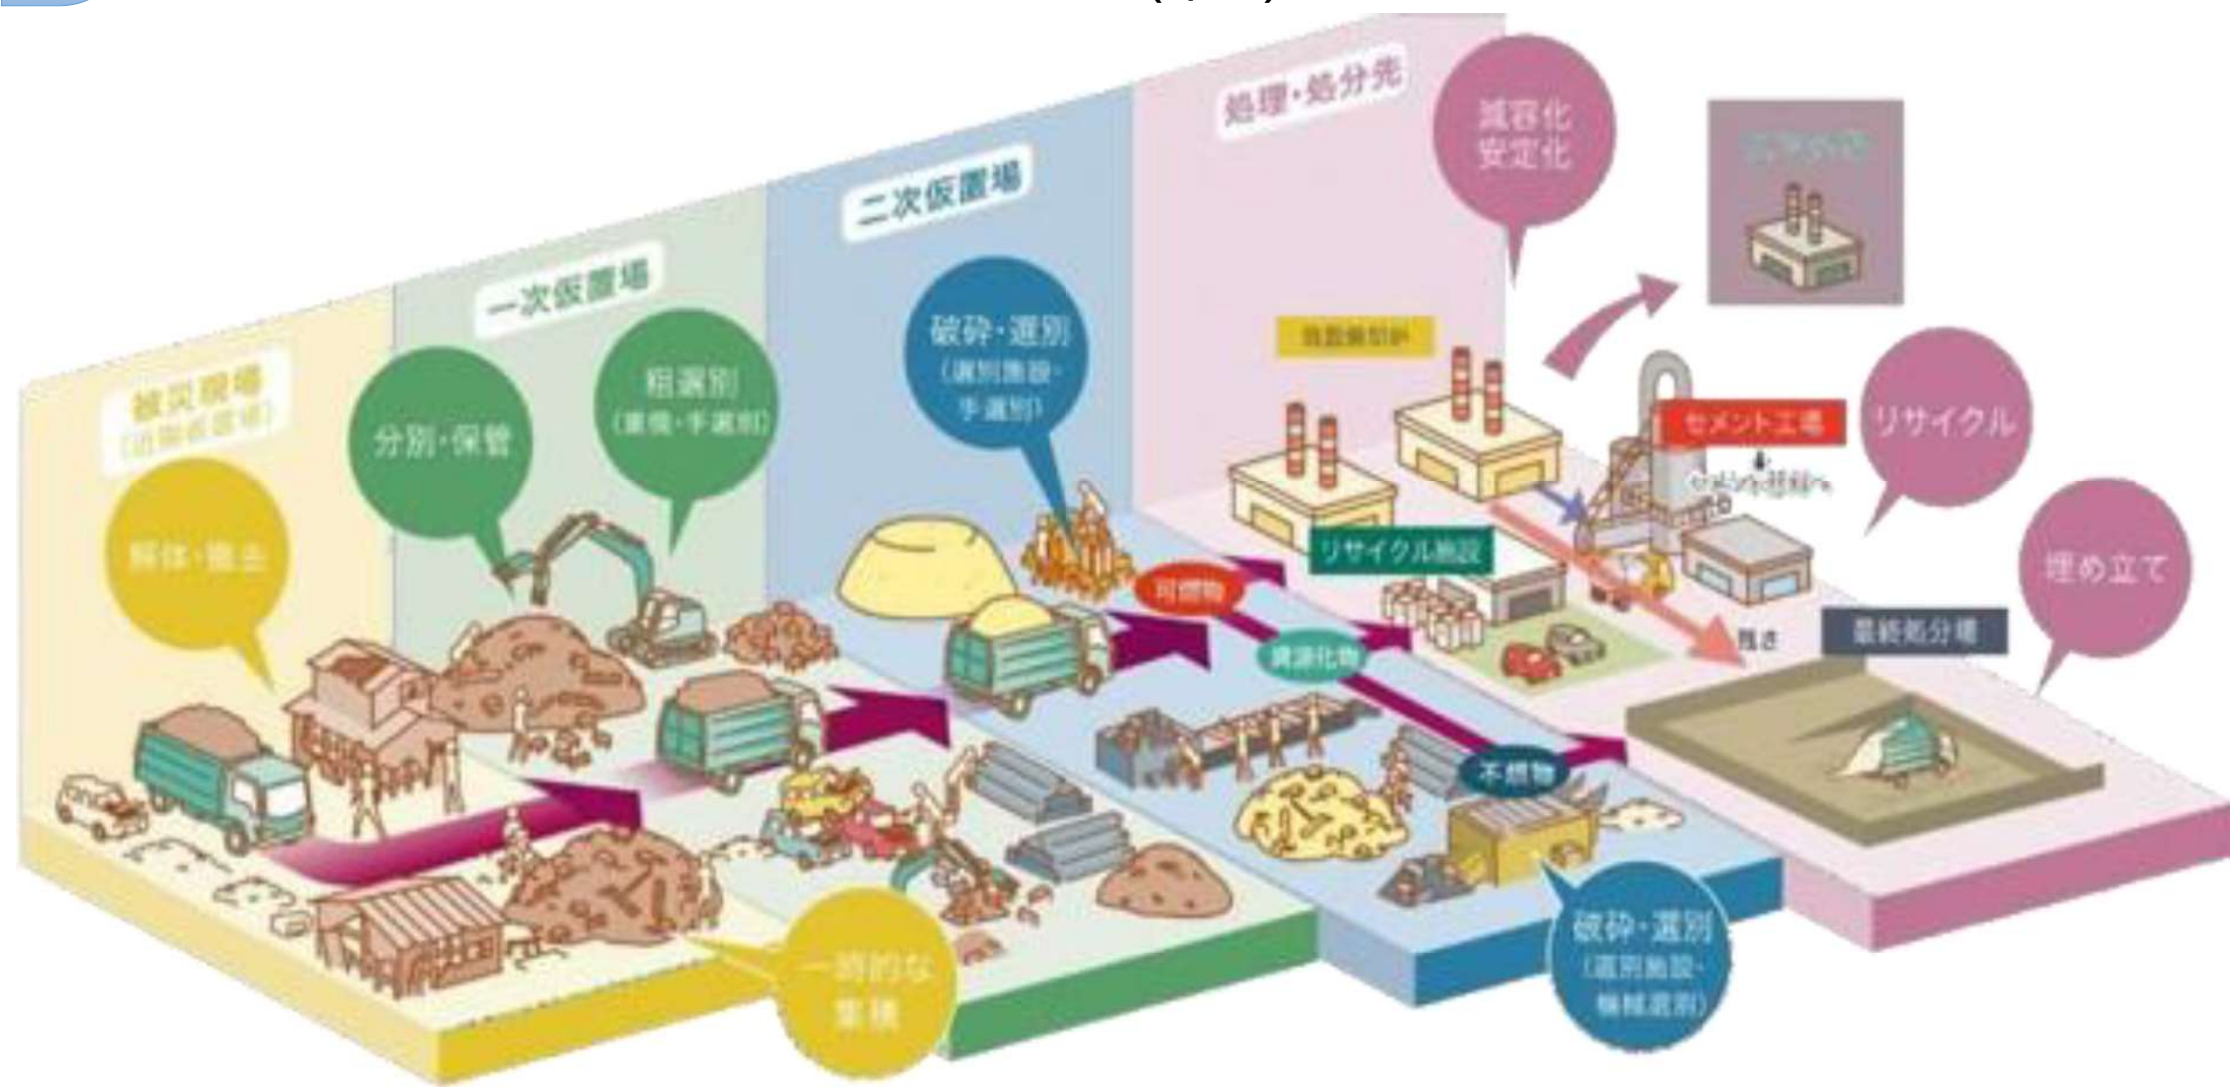 処理・処分先
減容化
安定化
二次仮置場
一次仮置場
被災現場
破砕・選別
(選別施設・
手選別)
粗選別
(重機・手選別)
分別・保管
解体・撤去
セメント工場
リサイクル
リサイクル施設
可燃物
資源化物
不燃物
残さ
最終処分場
埋め立て
一時的な
集積
破砕・選別
(選別施設・
機械選別)